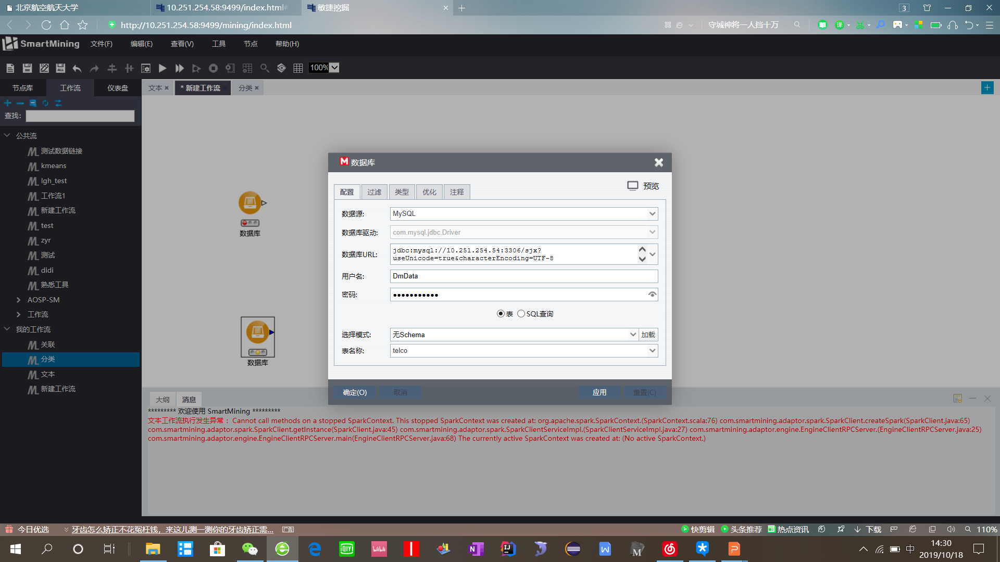 北京航空航天大学
10.251.254.58:9499/index.html#
敏捷挖掘
3
http://10.251.254.58:9499/mining/index.html
守城神将一人挡十万
译
SmartMining
文件(F)
编辑(E)
查看(V)
工具
节点
帮助(H)
100%
节点库
工作流
仪表盘
文本
* 新建工作流
分类
查找:
公共流
测试数据链接
kmeans
lgh_test
工作流1
新建工作流
test
zyr
测试
didi
熟悉工具
AOSP-SM
工作流
我的工作流
关联
分类
文本
新建工作流
数据库
数据库
数据库
预览
配置
过滤
类型
优化
注释
数据源:
MySQL
数据库驱动:
com.mysql.jdbc.Driver
数据库URL:
jdbc:mysql://10.251.254.54:3306/sjx?
useUnicode=true&characterEncoding=UTF-8
用户名:
DmData
密码:
表 SQL查询
选择模式:
无Schema
加载
表名称:
telco
确定(O)
取消
应用
重置(C)
大纲
消息
********* 欢迎使用 SmartMining *********
文本工作流执行发生异常： Cannot call methods on a stopped SparkContext. This stopped SparkContext was created at: org.apache.spark.SparkContext.(SparkContext.scala:76) com.smartmining.adaptor.spark.SparkClient.createSpark(SparkClient.java:65)
com.smartmining.adaptor.spark.SparkClient.getInstance(SparkClient.java:45) com.smartmining.adaptor.spark.SparkClientServiceImpl.(SparkClientServiceImpl.java:27) com.smartmining.adaptor.engine.EngineClientRPCServer.(EngineClientRPCServer.java:25)
com.smartmining.adaptor.engine.EngineClientRPCServer.main(EngineClientRPCServer.java:68) The currently active SparkContext was created at: (No active SparkContext.)
今日优选
牙齿怎么矫正不花冤枉钱，来这儿测一测你的牙齿矫正需...
广告
快剪辑
头条推荐
热点资讯
下载
110%
中
14:30
2019/10/18